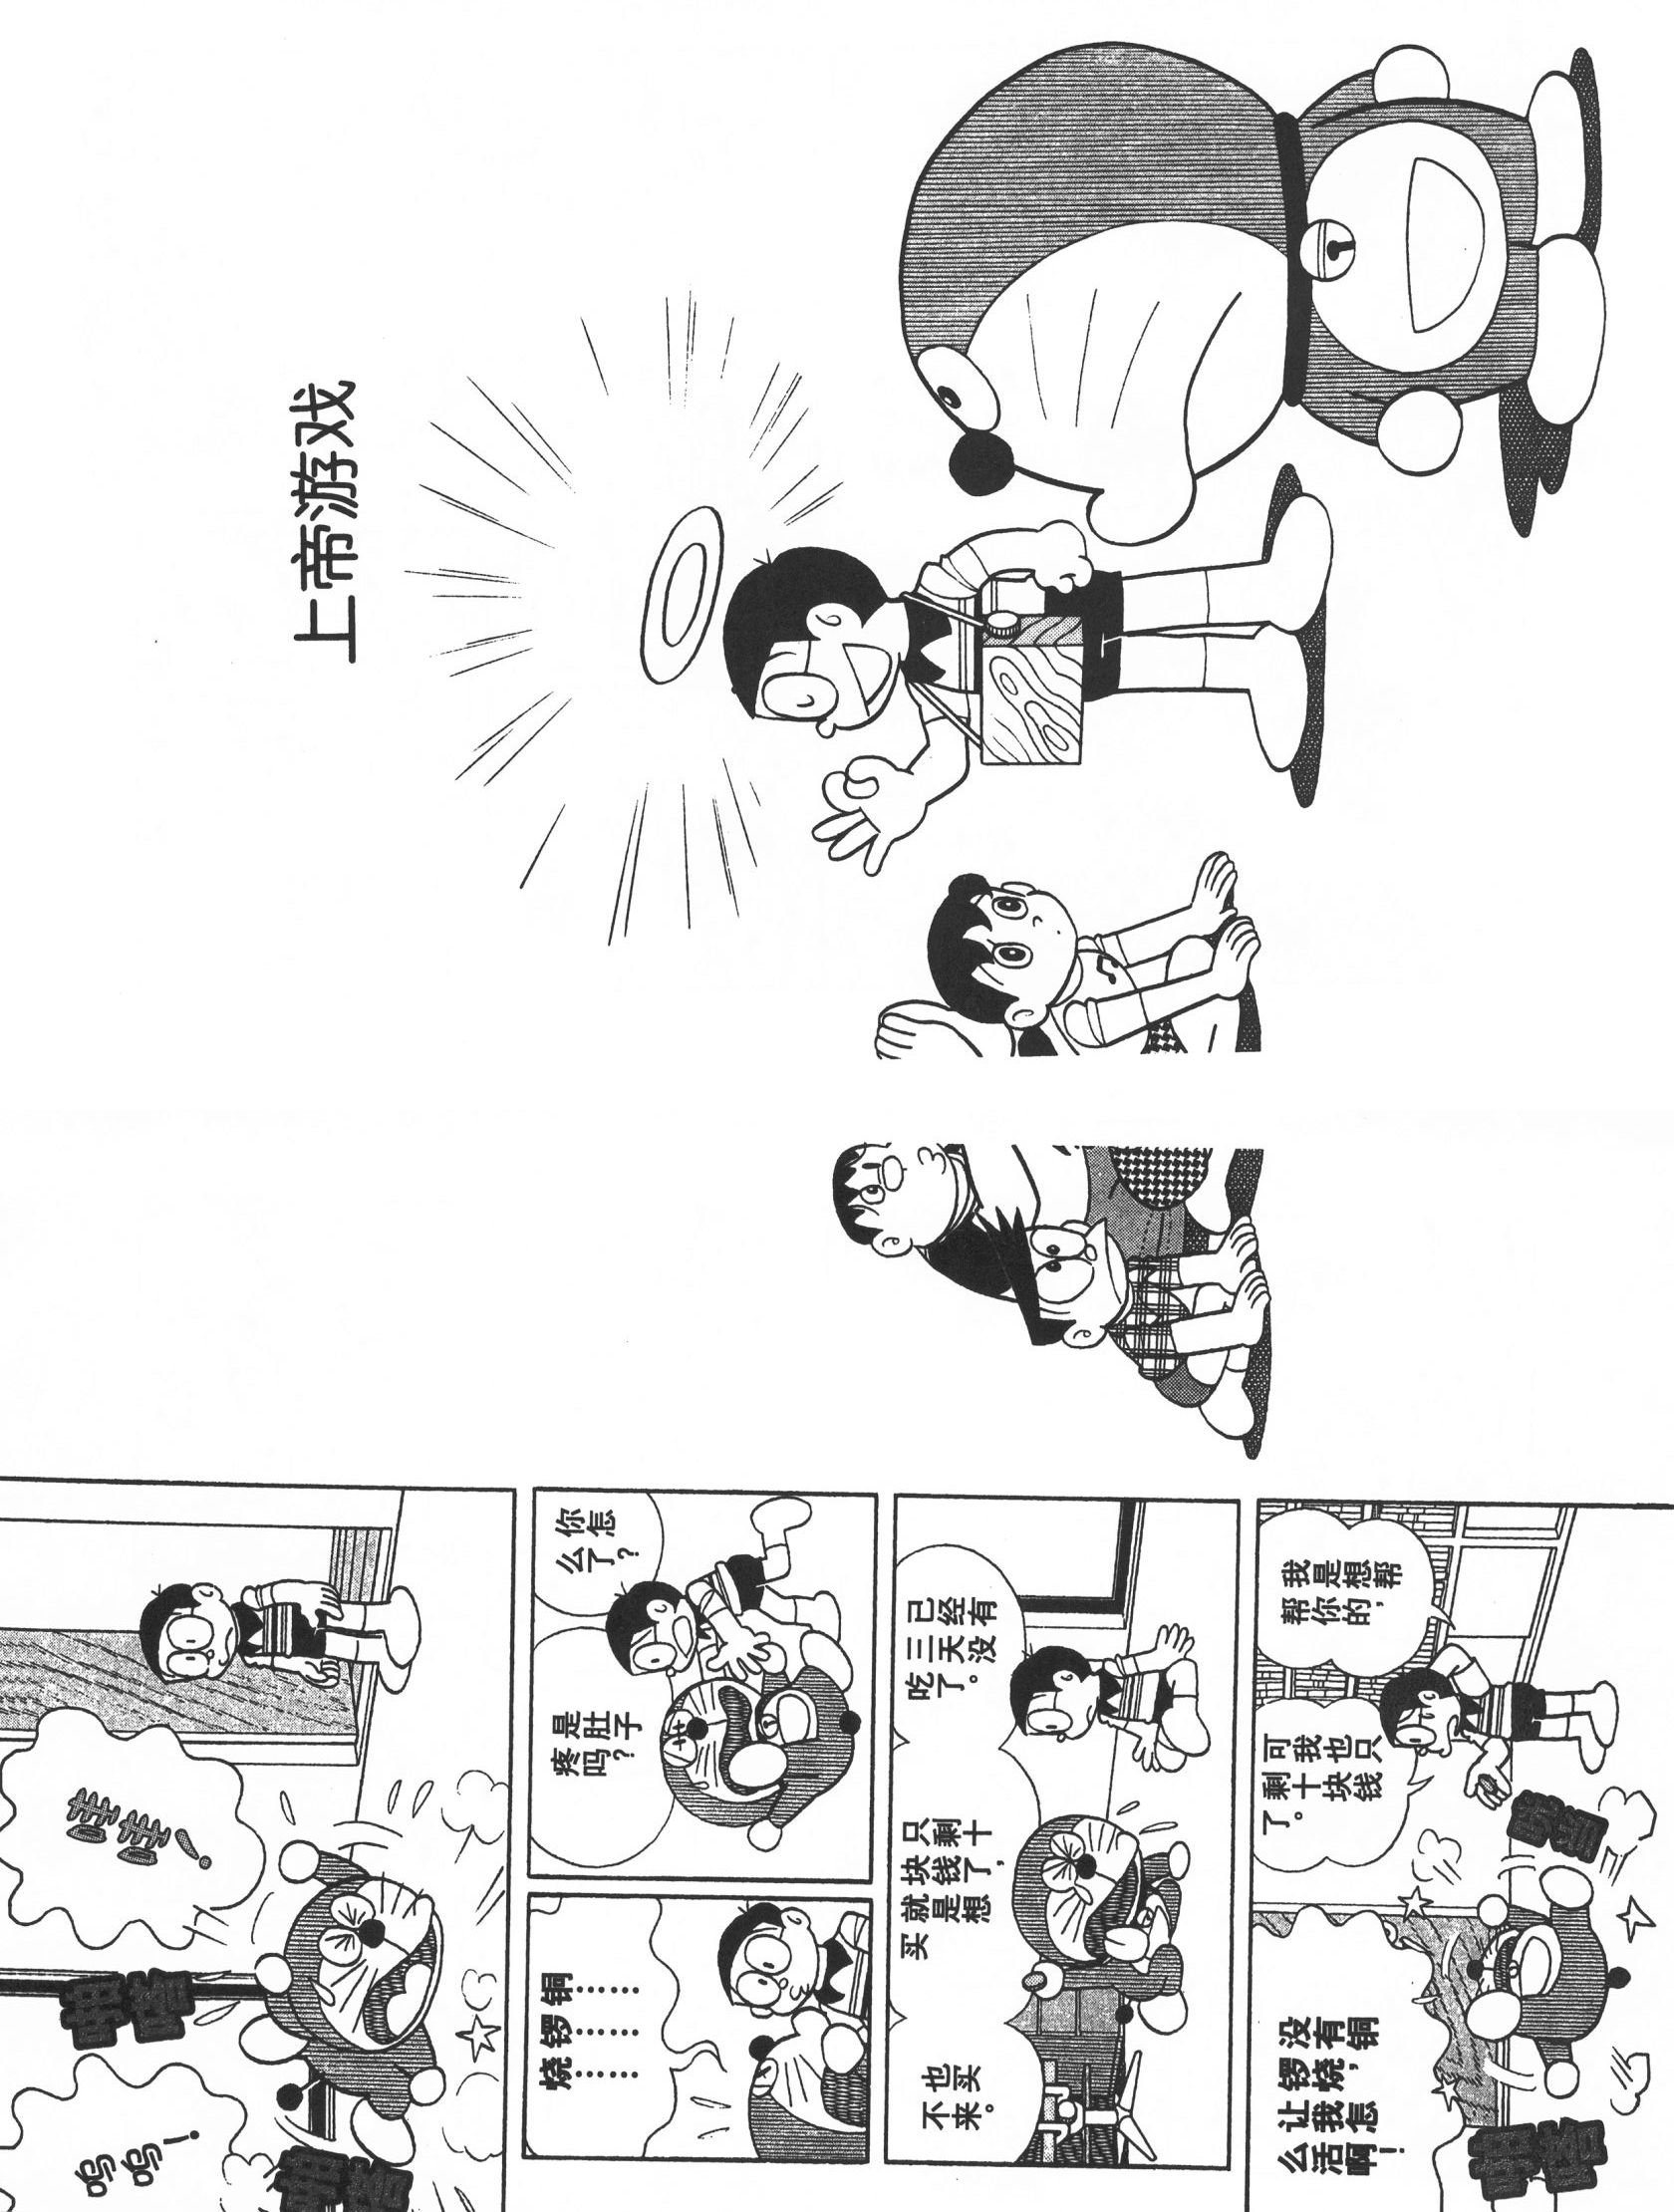 上帝游戏
哇哇！
啪嗒
呜呜！
啪嗒
你怎
么了？
是肚子
疼吗？
铜……
锣……
烧……
已经有
三天没
吃了。
只剩十
块钱了，
就是想
买
也买
不来。
我是想帮
帮你的，
可我也只
剩十块钱
了。
没有铜
锣烧，
让我怎
么活啊！
啪嗒